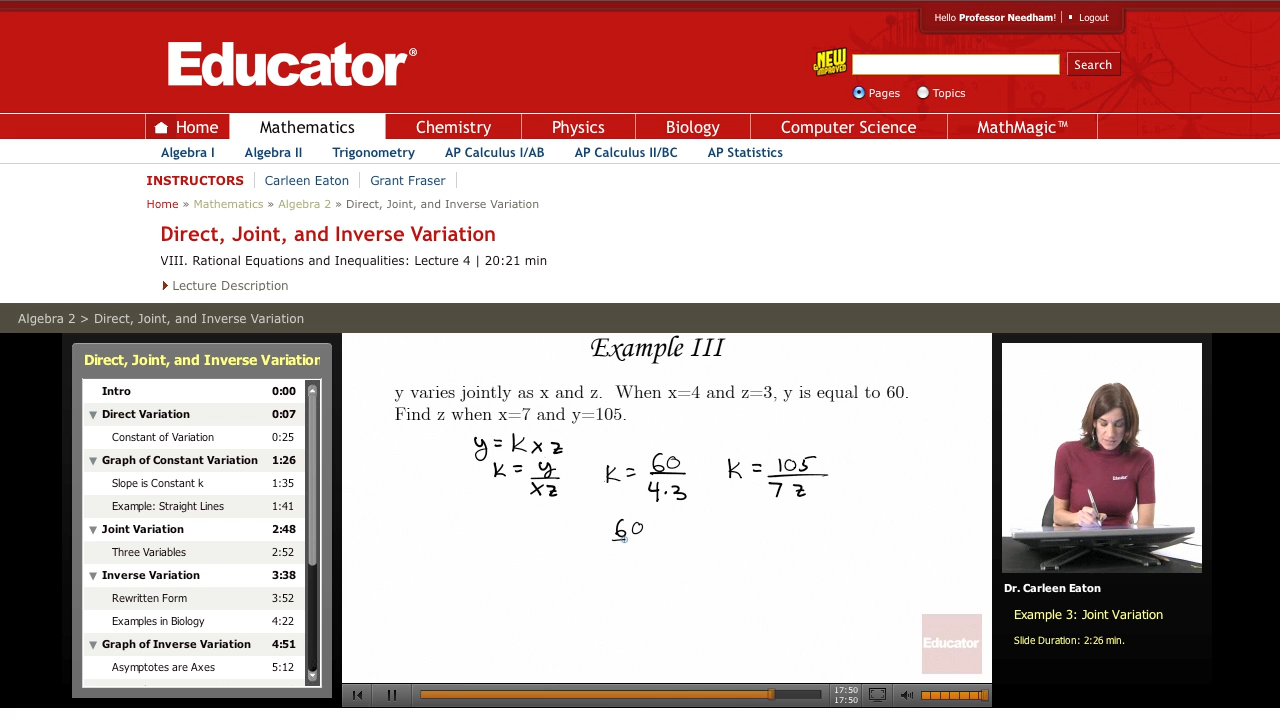 Hello Professor Needham! Logout
Educator®
NEW & IMPROVED Search
Pages Topics
Home Mathematics Chemistry Physics Biology Computer Science MathMagic™
Algebra I Algebra II Trigonometry AP Calculus I/AB AP Calculus II/BC AP Statistics
INSTRUCTORS Carleen Eaton Grant Fraser
Home » Mathematics » Algebra 2 » Direct, Joint, and Inverse Variation
Direct, Joint, and Inverse Variation
VIII. Rational Equations and Inequalities: Lecture 4 | 20:21 min
Lecture Description
Algebra 2 > Direct, Joint, and Inverse Variation
Direct, Joint, and Inverse Variation
Intro 0:00
Direct Variation 0:07
Constant of Variation 0:25
Graph of Constant Variation 1:26
Slope is Constant k 1:35
Example: Straight Lines 1:41
Joint Variation 2:48
Three Variables 2:52
Inverse Variation 3:38
Rewritten Form 3:52
Examples in Biology 4:22
Graph of Inverse Variation 4:51
Asymptotes are Axes 5:12
Example III
y varies jointly as x and z. When x=4 and z=3, y is equal to 60.
Find z when x=7 and y=105.
y = k x z
k = y/xz k = 60/4·3 k = 105/7z
60
Educator
17:50
17:50
Educator
Dr. Carleen Eaton
Example 3: Joint Variation
Slide Duration: 2:26 min.